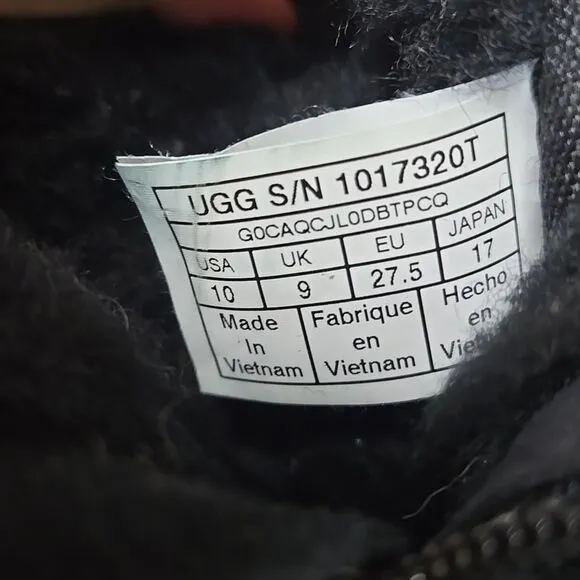 UGG S/N 1017320T
G0CAQCJL0DBTPCQ
USA UK EU JAPAN
10 9 27.5 17
Made Fabrique Hecho
In en en
Vietnam Vietnam